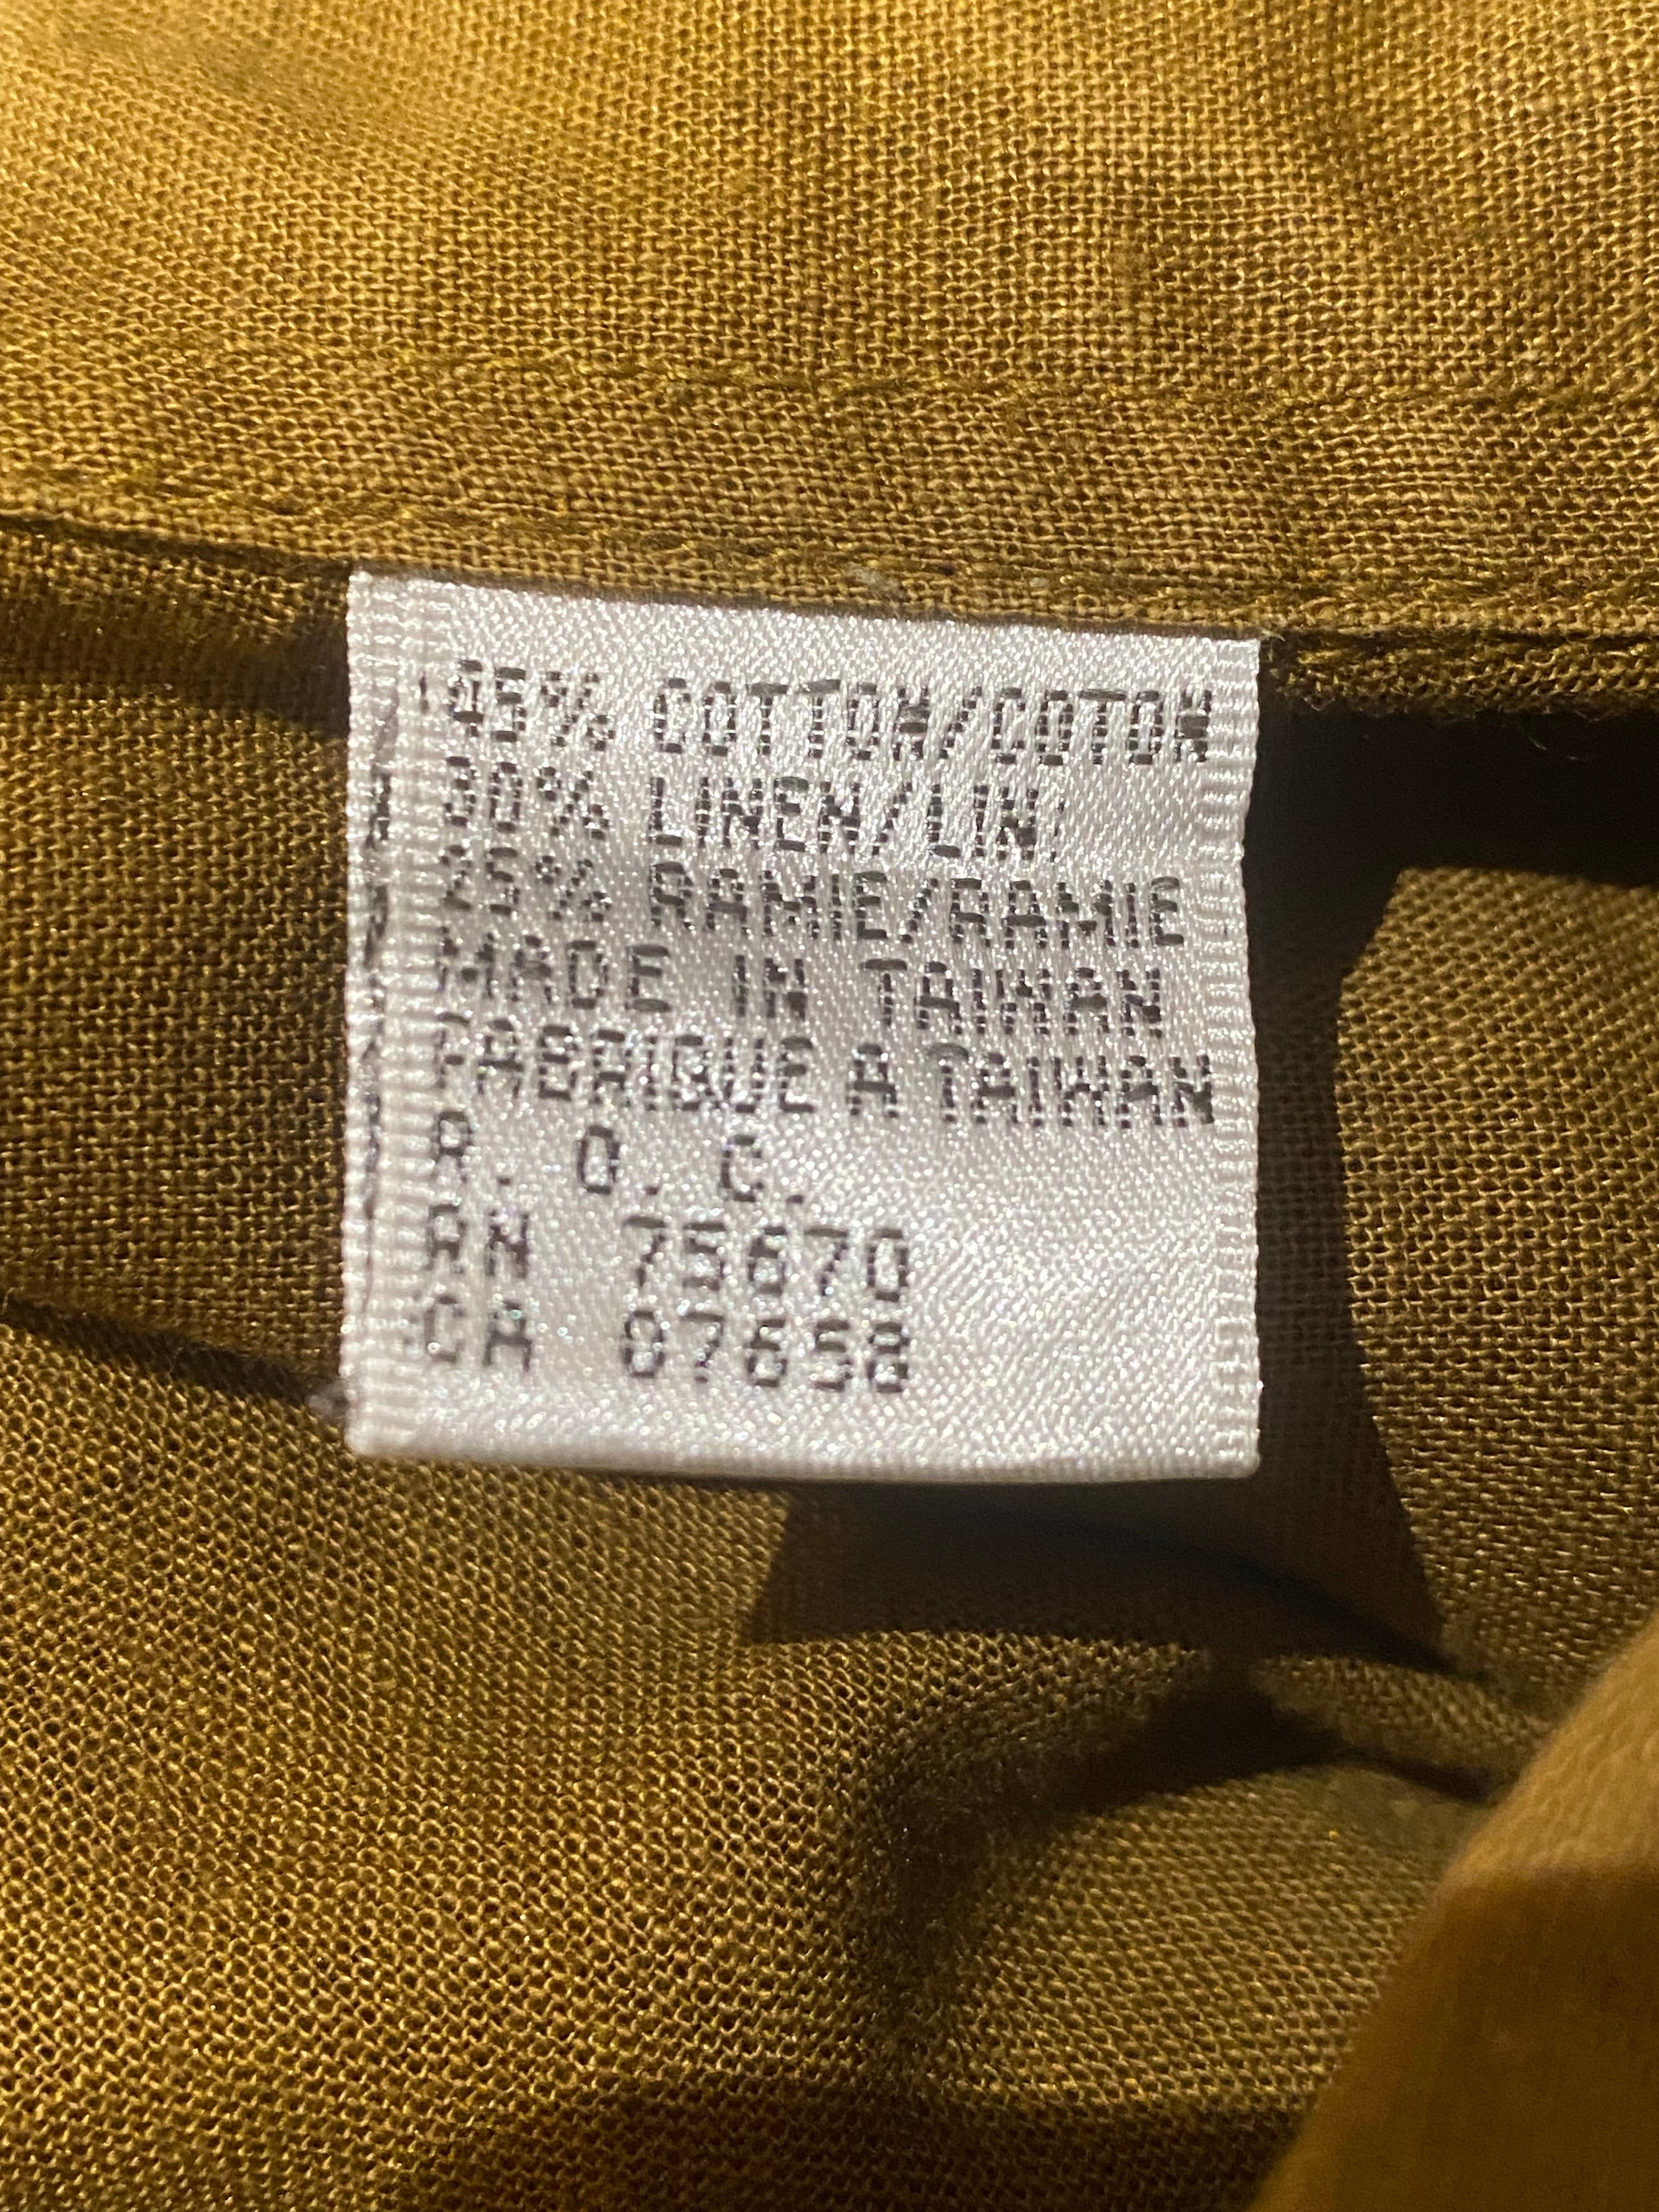 45% COTTON/COTON
30% LINEN/LIN
25% RAMIE/RAMIE
MADE IN TAIWAN
FABRIQUE A TAIWAN
R. O. C.
RN 75670
CA 07658